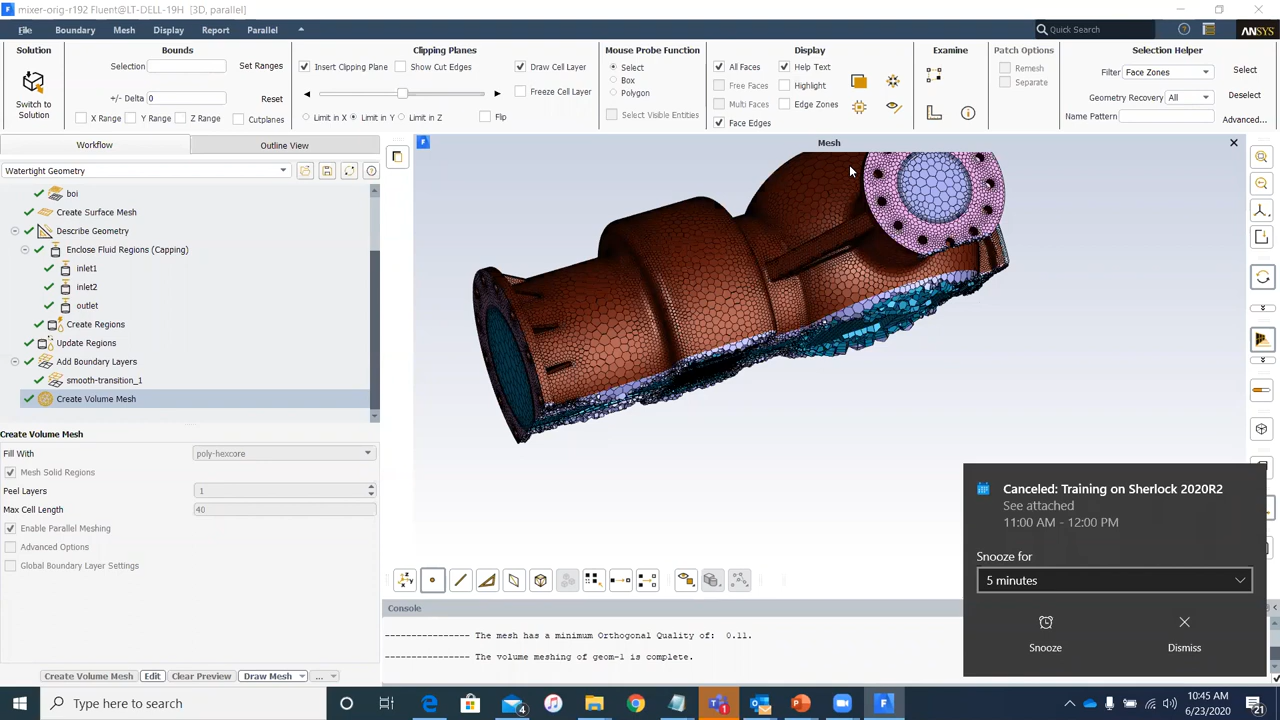 mixer-orig-r192 Fluent@LT-DELL-19H [3D, parallel]
File Boundary Mesh Display Report Parallel
Quick Search
ANSYS
Solution
Switch to
Solution
Bounds
Selection
Set Ranges
+/- Delta 0
Reset
X Range Y Range Z Range Cutplanes
Clipping Planes
Insert Clipping Plane Show Cut Edges Draw Cell Layer
Freeze Cell Layer
Limit in X Limit in Y Limit in Z Flip
Mouse Probe Function
Select
Box
Polygon
Select Visible Entities
Display
All Faces Help Text
Free Faces Highlight
Multi Faces Edge Zones
Face Edges
Examine
Patch Options
Remesh
Separate
Selection Helper
Filter Face Zones Select
Geometry Recovery All Deselect
Name Pattern Advanced...
Workflow
Outline View
Watertight Geometry
boi
Create Surface Mesh
Describe Geometry
Enclose Fluid Regions (Capping)
inlet1
inlet2
outlet
Create Regions
Update Regions
Add Boundary Layers
smooth-transition_1
Create Volume Mesh
Create Volume Mesh
Fill With poly-hexcore
Mesh Solid Regions
Peel Layers 1
Max Cell Length 40
Enable Parallel Meshing
Advanced Options
Global Boundary Layer Settings
Create Volume Mesh Edit Clear Preview Draw Mesh ...
Mesh
Console
---------------- The mesh has a minimum Orthogonal Quality of: 0.11.
---------------- The volume meshing of geom-1 is complete.
Canceled: Training on Sherlock 2020R2
See attached
11:00 AM - 12:00 PM
Snooze for
5 minutes
Snooze
Dismiss
Type here to search
4
1
10:45 AM
6/23/2020
21